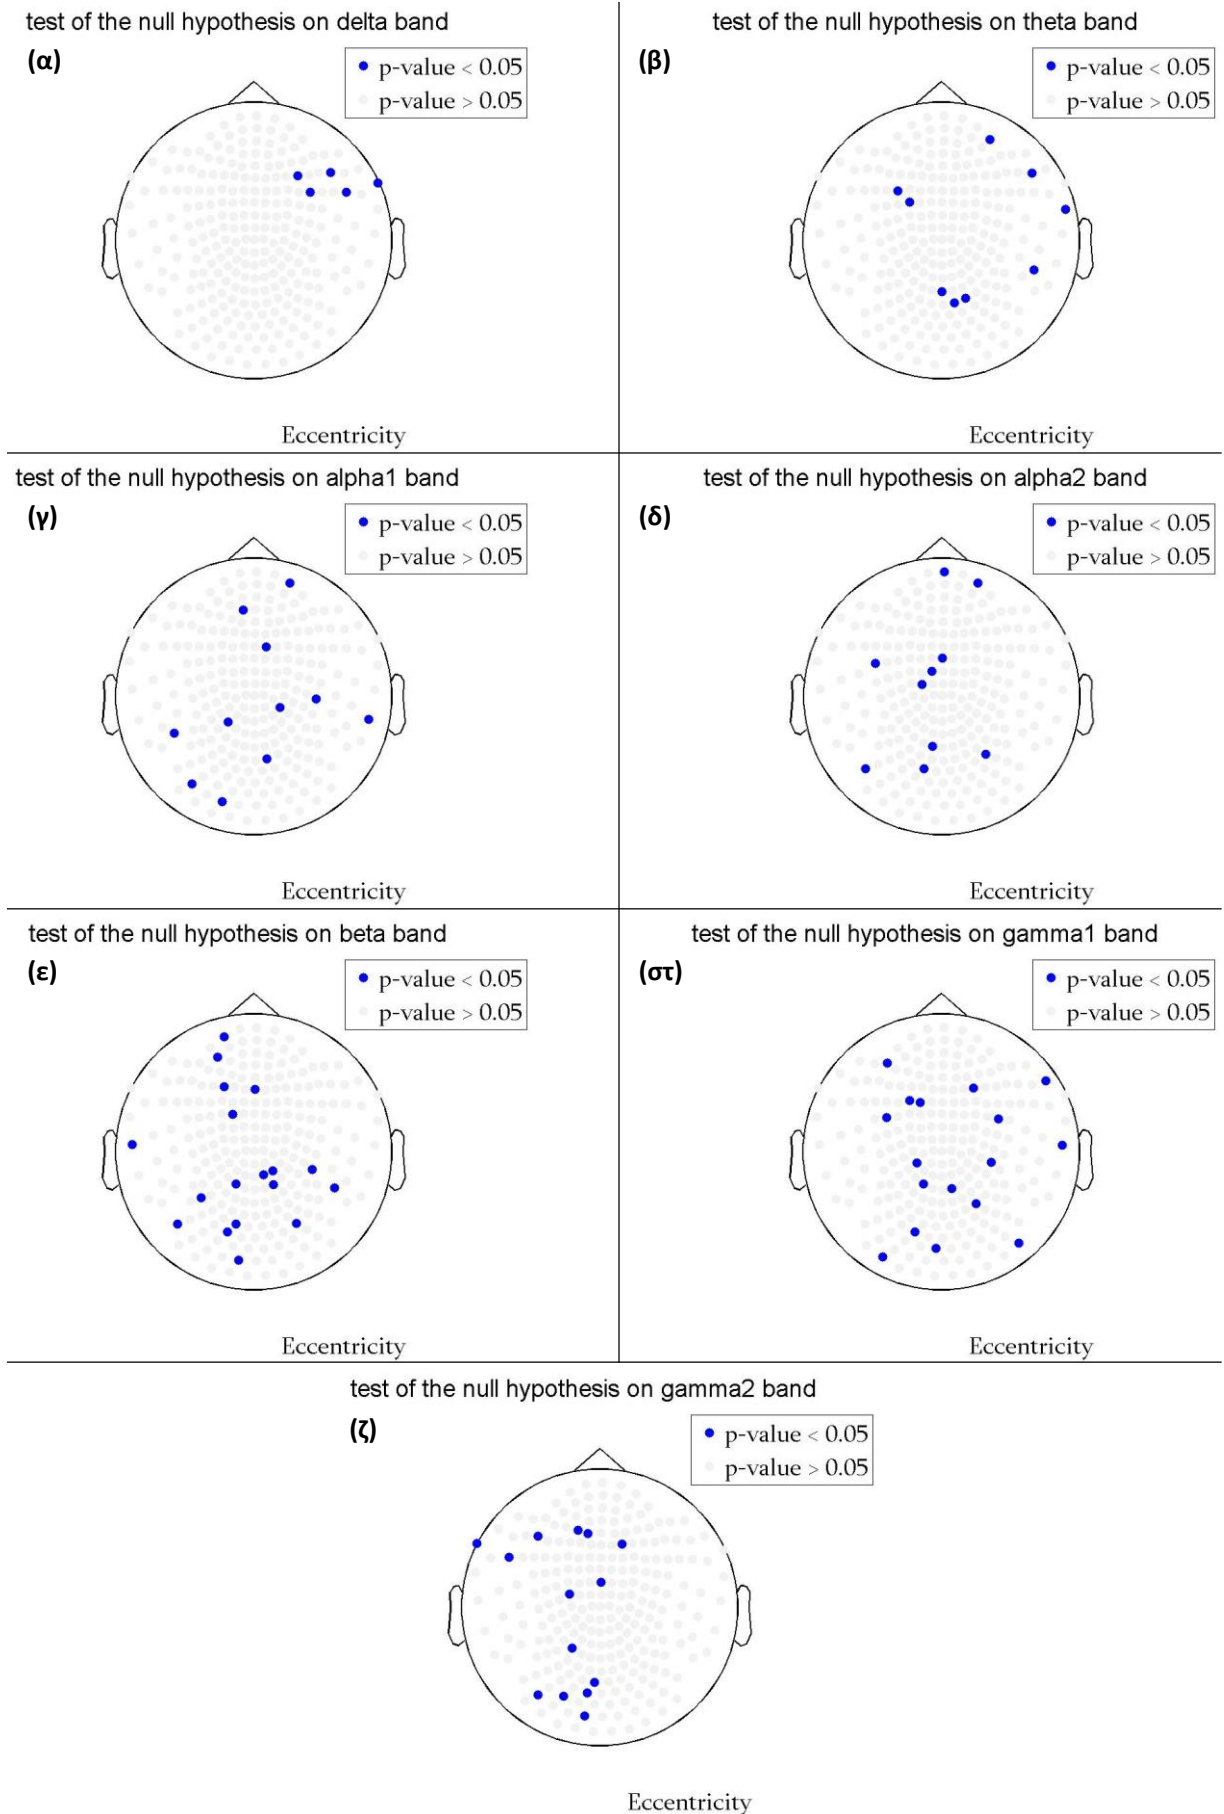 test of the null hypothesis on delta band
(α)
p-value < 0.05
p-value > 0.05
Eccentricity
test of the null hypothesis on theta band
(β)
p-value < 0.05
p-value > 0.05
Eccentricity
test of the null hypothesis on alpha1 band
(γ)
p-value < 0.05
p-value > 0.05
Eccentricity
test of the null hypothesis on alpha2 band
(δ)
p-value < 0.05
p-value > 0.05
Eccentricity
test of the null hypothesis on beta band
(ε)
p-value < 0.05
p-value > 0.05
Eccentricity
test of the null hypothesis on gamma1 band
(στ)
p-value < 0.05
p-value > 0.05
Eccentricity
test of the null hypothesis on gamma2 band
(ζ)
p-value < 0.05
p-value > 0.05
Eccentricity